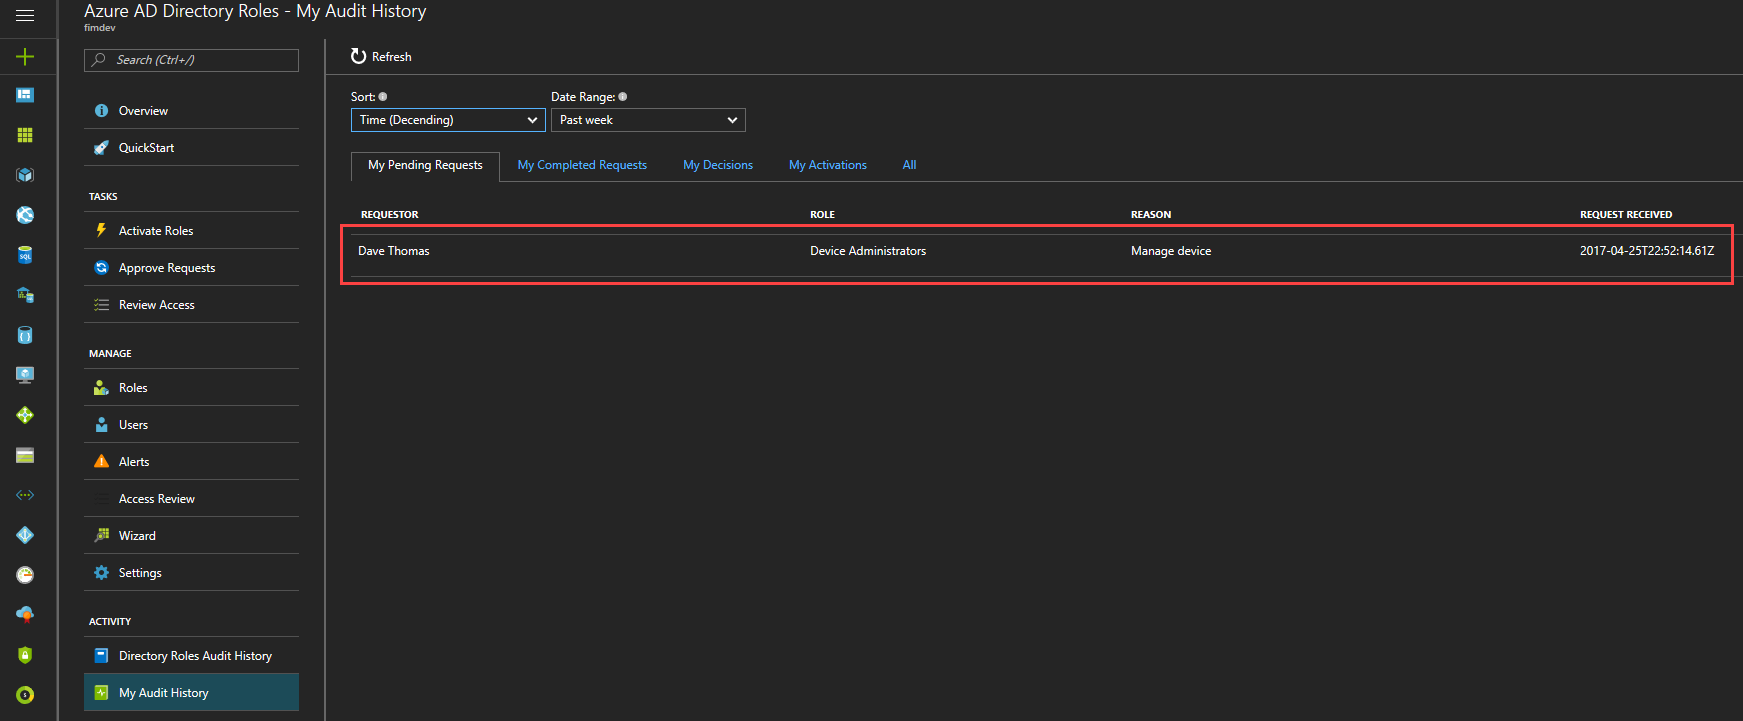 Azure AD Directory Roles - My Audit History
fimdev
Search (Ctrl+/)
Overview
QuickStart
TASKS
Activate Roles
Approve Requests
Review Access
MANAGE
Roles
Users
Alerts
Access Review
Wizard
Settings
ACTIVITY
Directory Roles Audit History
My Audit History
Refresh
Sort: Date Range:
Time (Decending) Past week
My Pending Requests My Completed Requests My Decisions My Activations All
REQUESTOR ROLE REASON REQUEST RECEIVED
Dave Thomas Device Administrators Manage device 2017-04-25T22:52:14.61Z